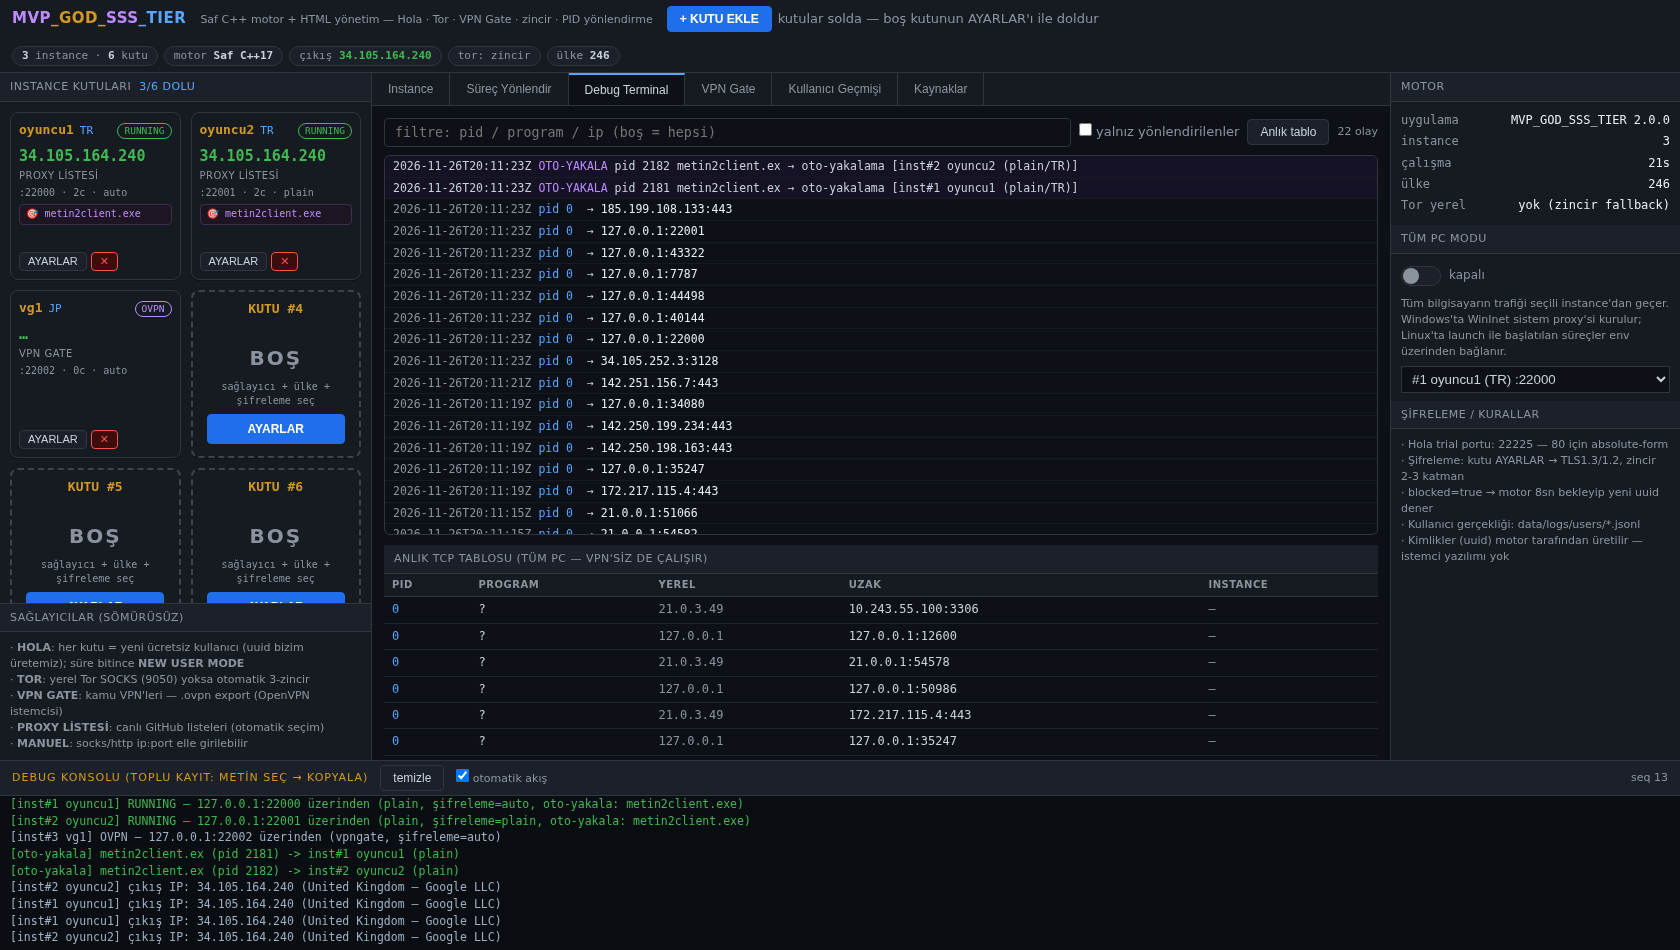 MVP_GOD_SSS_TIER Saf C++ motor + HTML yönetim — Hola · Tor · VPN Gate · zincir · PID yönlendirme + KUTU EKLE kutular solda — boş kutunun AYARLAR'ı ile doldur
3 instance · 6 kutu motor Saf C++17 çıkış 34.105.164.240 tor: zincir ülke 246
INSTANCE KUTULARI 3/6 DOLU
oyuncu1 TR RUNNING
34.105.164.240
PROXY LİSTESİ
:22000 · 2c · auto
🎯 metin2client.exe
AYARLAR ✕
oyuncu2 TR RUNNING
34.105.164.240
PROXY LİSTESİ
:22001 · 2c · plain
🎯 metin2client.exe
AYARLAR ✕
vg1 JP OVPN
…
VPN GATE
:22002 · 0c · auto
AYARLAR ✕
KUTU #4
BOŞ
sağlayıcı + ülke +
şifreleme seç
AYARLAR
KUTU #5
BOŞ
sağlayıcı + ülke +
şifreleme seç
KUTU #6
BOŞ
sağlayıcı + ülke +
şifreleme seç
SAĞLAYICILAR (SÖMÜRÜSÜZ)
· HOLA: her kutu = yeni ücretsiz kullanıcı (uuid bizim
üretemiz); süre bitince NEW USER MODE
· TOR: yerel Tor SOCKS (9050) yoksa otomatik 3-zincir
· VPN GATE: kamu VPN'leri — .ovpn export (OpenVPN
istemcisi)
· PROXY LİSTESİ: canlı GitHub listeleri (otomatik seçim)
· MANUEL: socks/http ip:port elle girilebilir
Instance Süreç Yönlendir Debug Terminal VPN Gate Kullanıcı Geçmişi Kaynaklar
filtre: pid / program / ip (boş = hepsi) yalnız yönlendirilenler Anlık tablo 22 olay
2026-11-26T20:11:23Z OTO-YAKALA pid 2182 metin2client.ex → oto-yakalama [inst#2 oyuncu2 (plain/TR)]
2026-11-26T20:11:23Z OTO-YAKALA pid 2181 metin2client.ex → oto-yakalama [inst#1 oyuncu1 (plain/TR)]
2026-11-26T20:11:23Z pid 0 → 185.199.108.133:443
2026-11-26T20:11:23Z pid 0 → 127.0.0.1:22001
2026-11-26T20:11:23Z pid 0 → 127.0.0.1:43322
2026-11-26T20:11:23Z pid 0 → 127.0.0.1:7787
2026-11-26T20:11:23Z pid 0 → 127.0.0.1:44498
2026-11-26T20:11:23Z pid 0 → 127.0.0.1:40144
2026-11-26T20:11:23Z pid 0 → 127.0.0.1:22000
2026-11-26T20:11:23Z pid 0 → 34.105.252.3:3128
2026-11-26T20:11:21Z pid 0 → 142.251.156.7:443
2026-11-26T20:11:19Z pid 0 → 127.0.0.1:34080
2026-11-26T20:11:19Z pid 0 → 142.250.199.234:443
2026-11-26T20:11:19Z pid 0 → 142.250.198.163:443
2026-11-26T20:11:19Z pid 0 → 127.0.0.1:35247
2026-11-26T20:11:19Z pid 0 → 172.217.115.4:443
2026-11-26T20:11:15Z pid 0 → 21.0.0.1:51066
2026-11-26T20:11:15Z pid 0 → 21.0.0.1:54582
ANLIK TCP TABLOSU (TÜM PC — VPN'SİZ DE ÇALIŞIR)
PID PROGRAM YEREL UZAK INSTANCE
0 ? 21.0.3.49 10.243.55.100:3306 —
0 ? 127.0.0.1 127.0.0.1:12600 —
0 ? 21.0.3.49 21.0.0.1:54578 —
0 ? 127.0.0.1 127.0.0.1:50986 —
0 ? 21.0.3.49 172.217.115.4:443 —
0 ? 127.0.0.1 127.0.0.1:35247 —
MOTOR
uygulama MVP_GOD_SSS_TIER 2.0.0
instance 3
çalışma 21s
ülke 246
Tor yerel yok (zincir fallback)
TÜM PC MODU
kapalı
Tüm bilgisayarın trafiği seçili instance'dan geçer.
Windows'ta WinInet sistem proxy'si kurulur;
Linux'ta launch ile başlatılan süreçler env
üzerinden bağlanır.
#1 oyuncu1 (TR) :22000
ŞİFRELEME / KURALLAR
· Hola trial portu: 22225 — 80 için absolute-form
· Şifreleme: kutu AYARLAR → TLS1.3/1.2, zincir
2-3 katman
· blocked=true → motor 8sn bekleyip yeni uuid
dener
· Kullanıcı gerçekliği: data/logs/users/*.jsonl
· Kimlikler (uuid) motor tarafından üretilir —
istemci yazılımı yok
DEBUG KONSOLU (TOPLU KAYIT: METİN SEÇ → KOPYALA) temizle otomatik akış seq 13
[inst#1 oyuncu1] RUNNING — 127.0.0.1:22000 üzerinden (plain, şifreleme=auto, oto-yakala: metin2client.exe)
[inst#2 oyuncu2] RUNNING — 127.0.0.1:22001 üzerinden (plain, şifreleme=plain, oto-yakala: metin2client.exe)
[inst#3 vg1] OVPN — 127.0.0.1:22002 üzerinden (vpngate, şifreleme=auto)
[oto-yakala] metin2client.ex (pid 2181) -> inst#1 oyuncu1 (plain)
[oto-yakala] metin2client.ex (pid 2182) -> inst#2 oyuncu2 (plain)
[inst#2 oyuncu2] çıkış IP: 34.105.164.240 (United Kingdom — Google LLC)
[inst#1 oyuncu1] çıkış IP: 34.105.164.240 (United Kingdom — Google LLC)
[inst#1 oyuncu1] çıkış IP: 34.105.164.240 (United Kingdom — Google LLC)
[inst#2 oyuncu2] çıkış IP: 34.105.164.240 (United Kingdom — Google LLC)